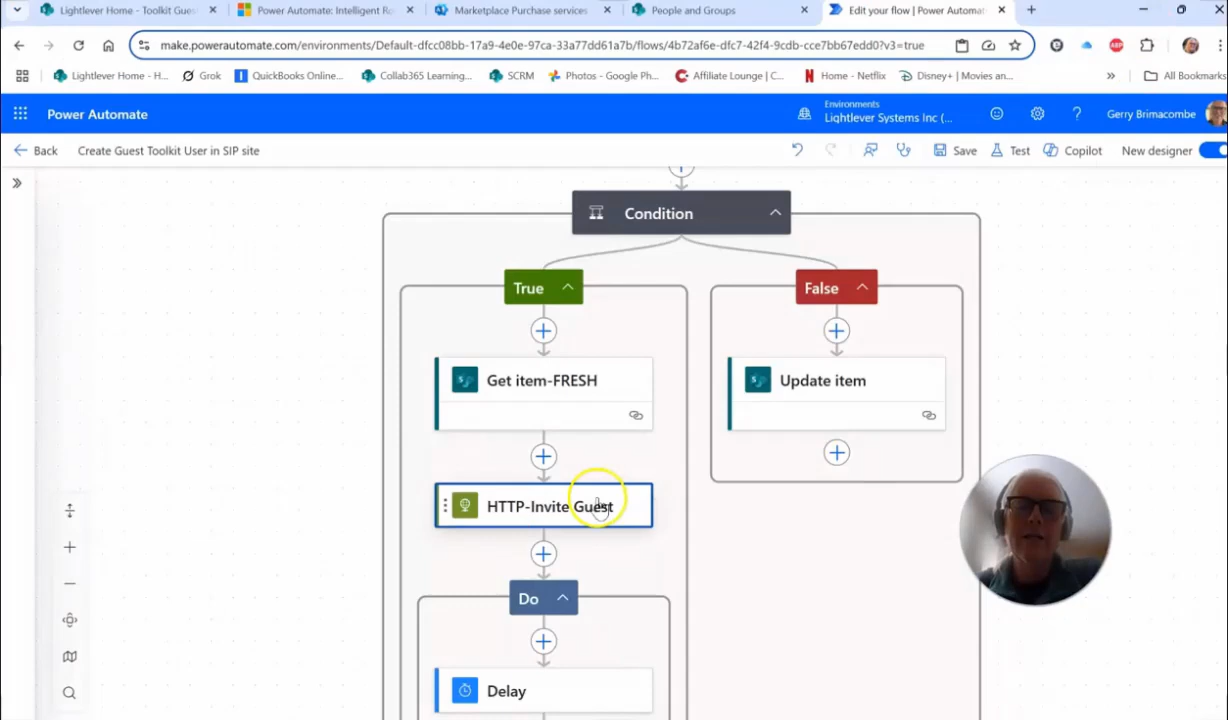 Lightlever Home - Toolkit Gues
Power Automate: Intelligent Ro
Marketplace Purchase services
People and Groups
Edit your flow | Power Automat
make.powerautomate.com/environments/Default-dfcc08bb-17a9-4e0e-97ca-33a77dd61a7b/flows/4b72af6e-dfc7-42f4-9cdb-cce7bb67edd0?v3=true
ABP
Lightlever Home - H...
Grok
QuickBooks Online...
Collab365 Learning...
SCRM
Photos - Google Ph...
Affiliate Lounge | C...
Home - Netflix
Disney+ | Movies an...
»
All Bookmarks
Power Automate
Environments
Lightlever Systems Inc (...
Gerry Brimacombe
Back
Create Guest Toolkit User in SIP site
Save
Test
Copilot
New designer
Condition
True
False
Get item-FRESH
Update item
HTTP-Invite Guest
Do
Delay